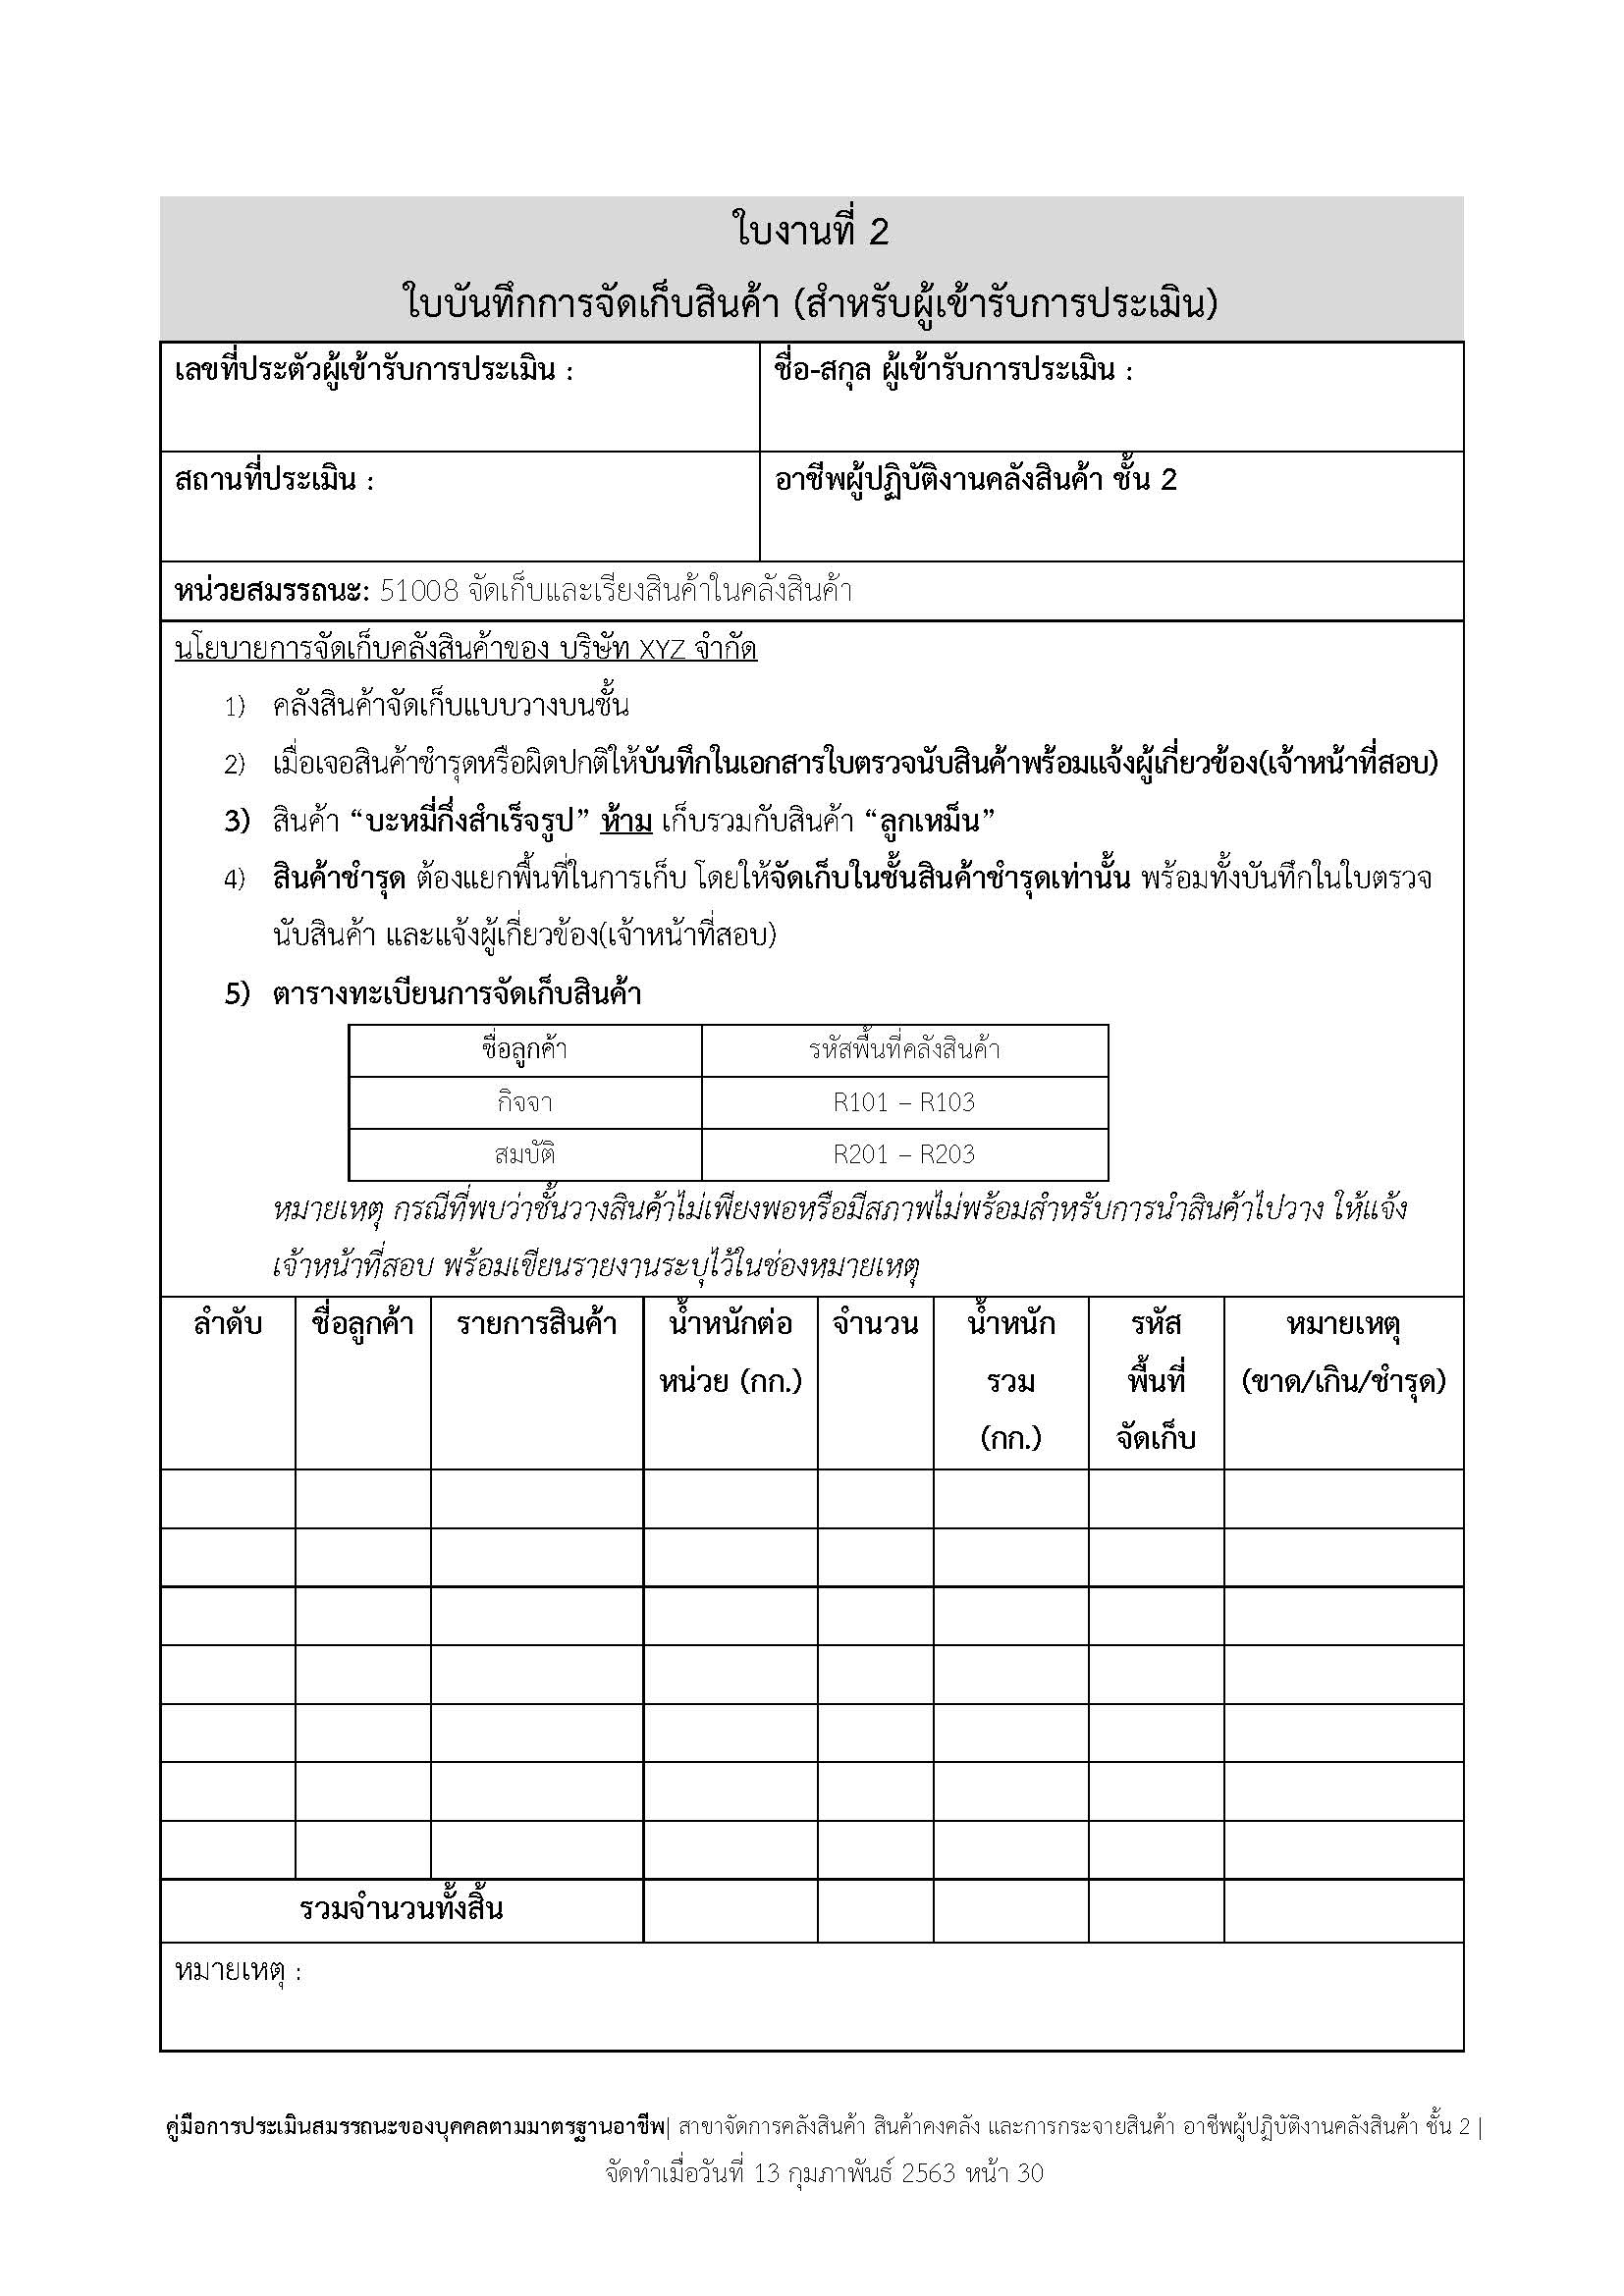 ใบงานที่ 2
ใบบันทึกการจัดเก็บสินค้า (สำหรับผู้เข้ารับการประเมิน)
เลขที่ประตัวผู้เข้ารับการประเมิน :
ชื่อ-สกุล ผู้เข้ารับการประเมิน :
สถานที่ประเมิน :
อาชีพผู้ปฏิบัติงานคลังสินค้า ชั้น 2
หน่วยสมรรถนะ: 51008 จัดเก็บและเรียงสินค้าในคลังสินค้า
นโยบายการจัดเก็บคลังสินค้าของ บริษัท XYZ จำกัด
1) คลังสินค้าจัดเก็บแบบวางบนชั้น
2) เมื่อเจอสินค้าชำรุดหรือผิดปกติให้บันทึกในเอกสารใบตรวจนับสินค้าพร้อมแจ้งผู้เกี่ยวข้อง(เจ้าหน้าที่สอบ)
3) สินค้า “บะหมี่กึ่งสำเร็จรูป” ห้าม เก็บรวมกับสินค้า “ลูกเหม็น”
4) สินค้าชำรุด ต้องแยกพื้นที่ในการเก็บ โดยให้จัดเก็บในชั้นสินค้าชำรุดเท่านั้น พร้อมทั้งบันทึกในใบตรวจ
นับสินค้า และแจ้งผู้เกี่ยวข้อง(เจ้าหน้าที่สอบ)
5) ตารางทะเบียนการจัดเก็บสินค้า
ชื่อลูกค้า รหัสพื้นที่คลังสินค้า
กิจจา R101 – R103
สมบัติ R201 – R203
หมายเหตุ กรณีที่พบว่าชั้นวางสินค้าไม่เพียงพอหรือมีสภาพไม่พร้อมสำหรับการนำสินค้าไปวาง ให้แจ้ง
เจ้าหน้าที่สอบ พร้อมเขียนรายงานระบุไว้ในช่องหมายเหตุ
ลำดับ ชื่อลูกค้า รายการสินค้า น้ำหนักต่อ จำนวน น้ำหนัก รหัส หมายเหตุ
หน่วย (กก.) รวม พื้นที่ (ขาด/เกิน/ชำรุด)
(กก.) จัดเก็บ
รวมจำนวนทั้งสิ้น
หมายเหตุ :
คู่มือการประเมินสมรรถนะของบุคคลตามมาตรฐานอาชีพ| สาขาจัดการคลังสินค้า สินค้าคงคลัง และการกระจายสินค้า อาชีพผู้ปฏิบัติงานคลังสินค้า ชั้น 2 |
จัดทำเมื่อวันที่ 13 กุมภาพันธ์ 2563 หน้า 30